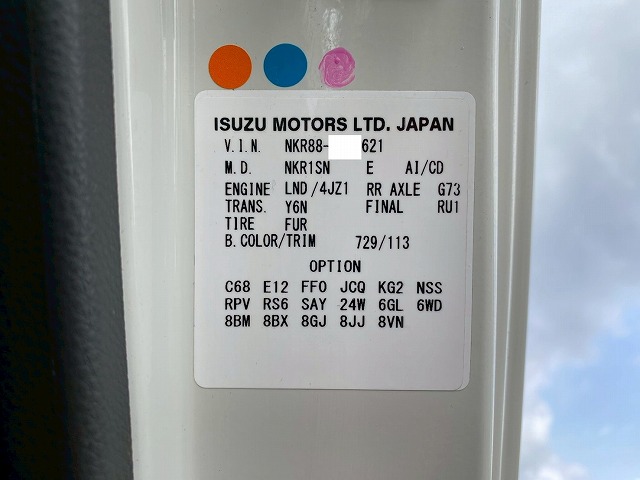 ISUZU MOTORS LTD. JAPAN
V.I.N. NKR88- 621
M.D. NKR1SN E AI/CD
ENGINE LND/4JZ1 RR AXLE G73
TRANS. Y6N FINAL RU1
TIRE FUR
B.COLOR/TRIM 729/113
OPTION
C68 E12 FF0 JCQ KG2 NSS
RPV RS6 SAY 24W 6GL 6WD
8BM 8BX 8GJ 8JJ 8VN